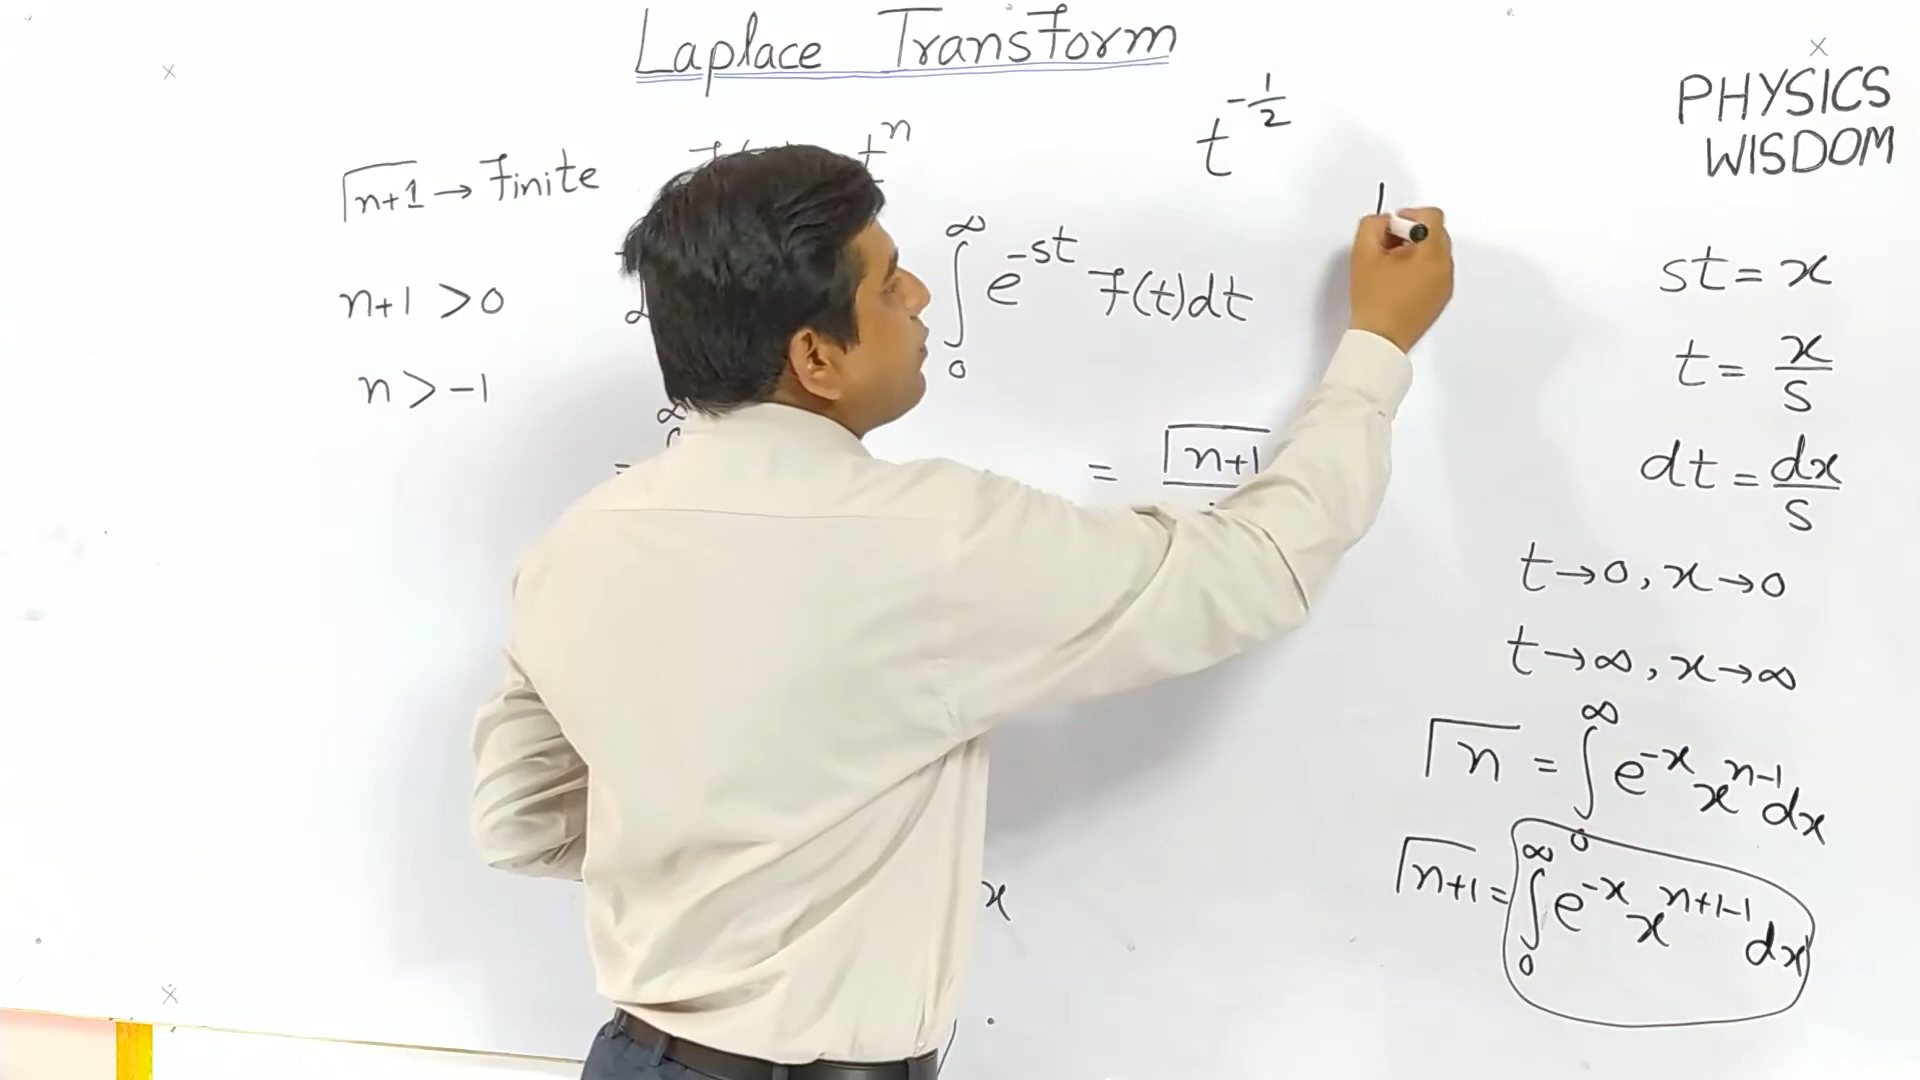 Laplace Transform
PHYSICS
WISDOM
Γn+1 → Finite
n+1 > 0
n > -1
t^n
∫_0^∞ e^{-st} F(t)dt
= Γn+1
x
t^{-1/2}
st = x
t = x/s
dt = dx/s
t→0, x→0
t→∞, x→∞
Γn = ∫_0^∞ e^{-x} x^{n-1} dx
Γn+1 = ∫_0^∞ e^{-x} x^{n+1-1} dx